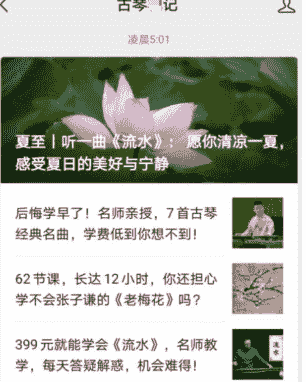 古琴 记
凌晨5:01
夏至丨听一曲《流水》：愿你清凉一夏，
感受夏日的美好与宁静
后悔学早了！名师亲授，7首古琴
经典名曲，学费低到你想不到！
62节课，长达12小时，你还担心
学不会张子谦的《老梅花》吗？
399元就能学会《流水》，名师教
学，每天答疑解惑，机会难得！
流水